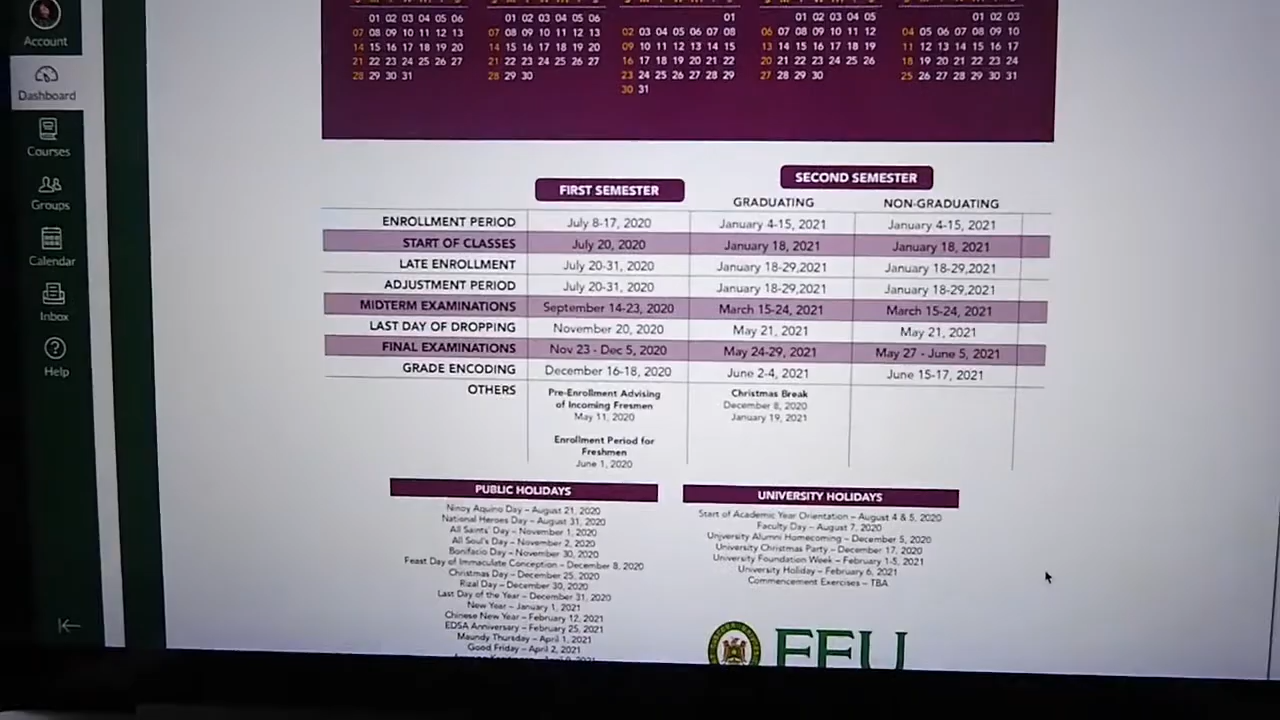 Account
Dashboard
Courses
Groups
Calendar
Inbox
Help
01 02 03 04 05 06
07 08 09 10 11 12 13
14 15 16 17 18 19 20
21 22 23 24 25 26 27
28 29 30 31
01 02 03 04 05 06
07 08 09 10 11 12 13
14 15 16 17 18 19 20
21 22 23 24 25 26 27
28 29 30
01
02 03 04 05 06 07 08
09 10 11 12 13 14 15
16 17 18 19 20 21 22
23 24 25 26 27 28 29
30 31
01 02 03 04 05
06 07 08 09 10 11 12
13 14 15 16 17 18 19
20 21 22 23 24 25 26
27 28 29 30
01 02 03
04 05 06 07 08 09 10
11 12 13 14 15 16 17
18 19 20 21 22 23 24
25 26 27 28 29 30 31
FIRST SEMESTER
SECOND SEMESTER
GRADUATING NON-GRADUATING
ENROLLMENT PERIOD July 8-17, 2020 January 4-15, 2021 January 4-15, 2021
START OF CLASSES July 20, 2020 January 18, 2021 January 18, 2021
LATE ENROLLMENT July 20-31, 2020 January 18-29,2021 January 18-29,2021
ADJUSTMENT PERIOD July 20-31, 2020 January 18-29,2021 January 18-29,2021
MIDTERM EXAMINATIONS September 14-23, 2020 March 15-24, 2021 March 15-24, 2021
LAST DAY OF DROPPING November 20, 2020 May 21, 2021 May 21, 2021
FINAL EXAMINATIONS Nov 23 - Dec 5, 2020 May 24-29, 2021 May 27 - June 5, 2021
GRADE ENCODING December 16-18, 2020 June 2-4, 2021 June 15-17, 2021
OTHERS
Pre-Enrollment Advising
of Incoming Fresmen
May 11, 2020
Enrollment Period for
Freshmen
June 1, 2020
Christmas Break
December 8, 2020
January 19, 2021
PUBLIC HOLIDAYS
Ninoy Aquino Day – August 21, 2020
National Heroes Day – August 31, 2020
All Saints' Day – November 1, 2020
All Soul's Day – November 2, 2020
Bonifacio Day – November 30, 2020
Feast Day of Immaculate Conception – December 8, 2020
Christmas Day – December 25, 2020
Rizal Day – December 30, 2020
Last Day of the Year – December 31, 2020
New Year – January 1, 2021
Chinese New Year – February 12, 2021
EDSA Anniversary – February 25, 2021
Maundy Thursday – April 1, 2021
Good Friday – April 2, 2021
UNIVERSITY HOLIDAYS
Start of Academic Year Orientation – August 4 & 5, 2020
Faculty Day – August 7, 2020
University Alumni Homecoming – December 5, 2020
University Christmas Party – December 17, 2020
University Foundation Week – February 1-5, 2021
University Holiday – February 6, 2021
Commencement Exercises – TBA
FEU